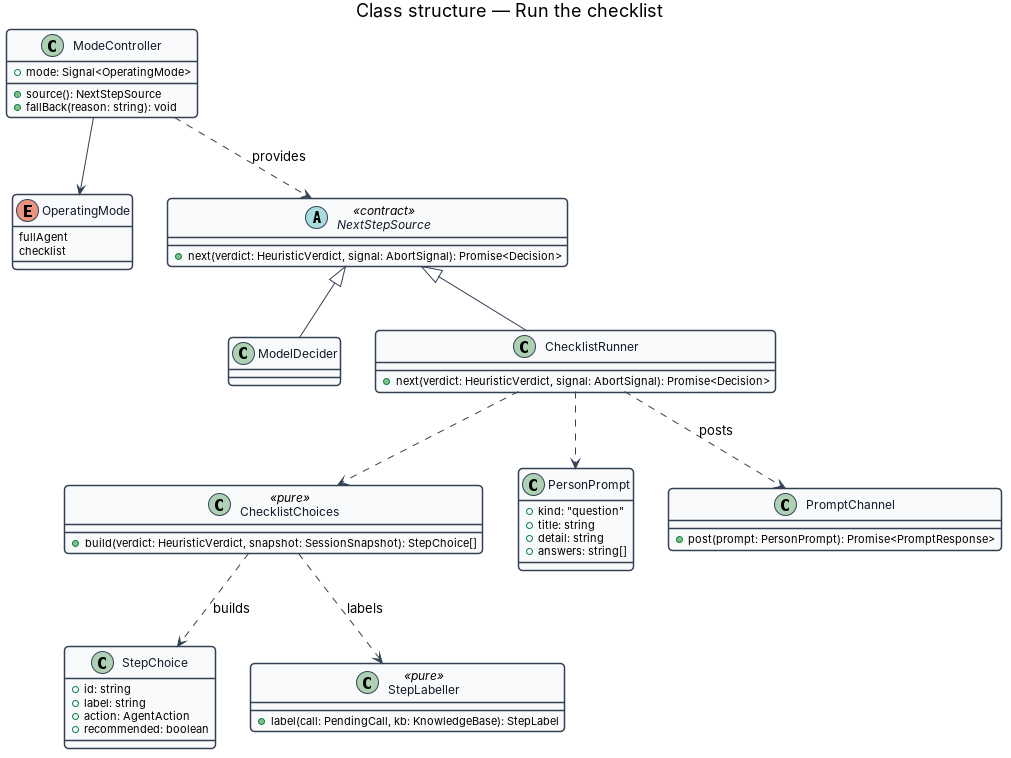 Class structure — Run the checklist
C ModeController
mode: Signal<OperatingMode>
source(): NextStepSource
fallBack(reason: string): void
provides
E OperatingMode
fullAgent
checklist
A «contract»
NextStepSource
next(verdict: HeuristicVerdict, signal: AbortSignal): Promise<Decision>
C ModelDecider
C ChecklistRunner
next(verdict: HeuristicVerdict, signal: AbortSignal): Promise<Decision>
posts
C «pure»
ChecklistChoices
build(verdict: HeuristicVerdict, snapshot: SessionSnapshot): StepChoice[]
C PersonPrompt
kind: "question"
title: string
detail: string
answers: string[]
C PromptChannel
post(prompt: PersonPrompt): Promise<PromptResponse>
builds
labels
C StepChoice
id: string
label: string
action: AgentAction
recommended: boolean
C «pure»
StepLabeller
label(call: PendingCall, kb: KnowledgeBase): StepLabel